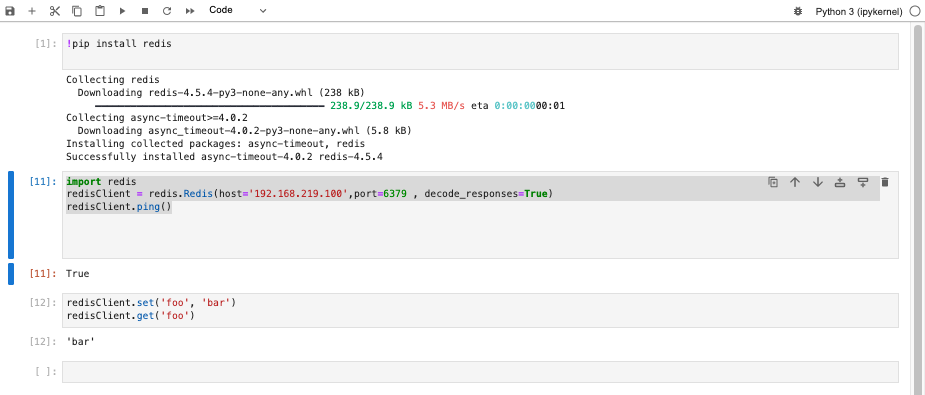 Code
Python 3 (ipykernel)
[1]: !pip install redis
Collecting redis
Downloading redis-4.5.4-py3-none-any.whl (238 kB)
238.9/238.9 kB 5.3 MB/s eta 0:00:0000:01
Collecting async-timeout>=4.0.2
Downloading async_timeout-4.0.2-py3-none-any.whl (5.8 kB)
Installing collected packages: async-timeout, redis
Successfully installed async-timeout-4.0.2 redis-4.5.4
[11]: import redis
redisClient = redis.Redis(host='192.168.219.100',port=6379 , decode_responses=True)
redisClient.ping()
[11]: True
[12]: redisClient.set('foo', 'bar')
redisClient.get('foo')
[12]: 'bar'
[ ]: